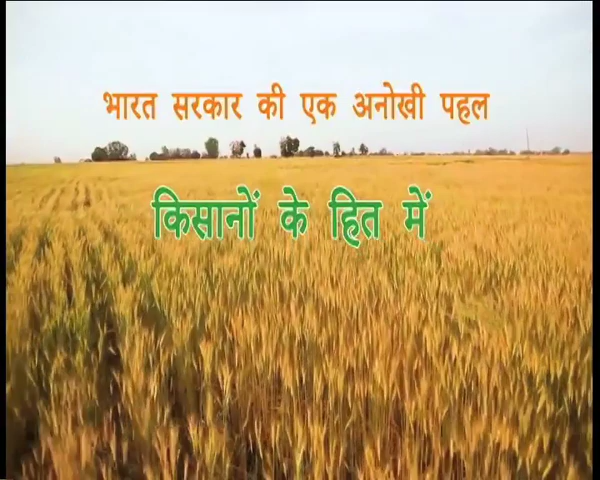 भारत सरकार की एक अनोखी पहल
किसानों के हित में